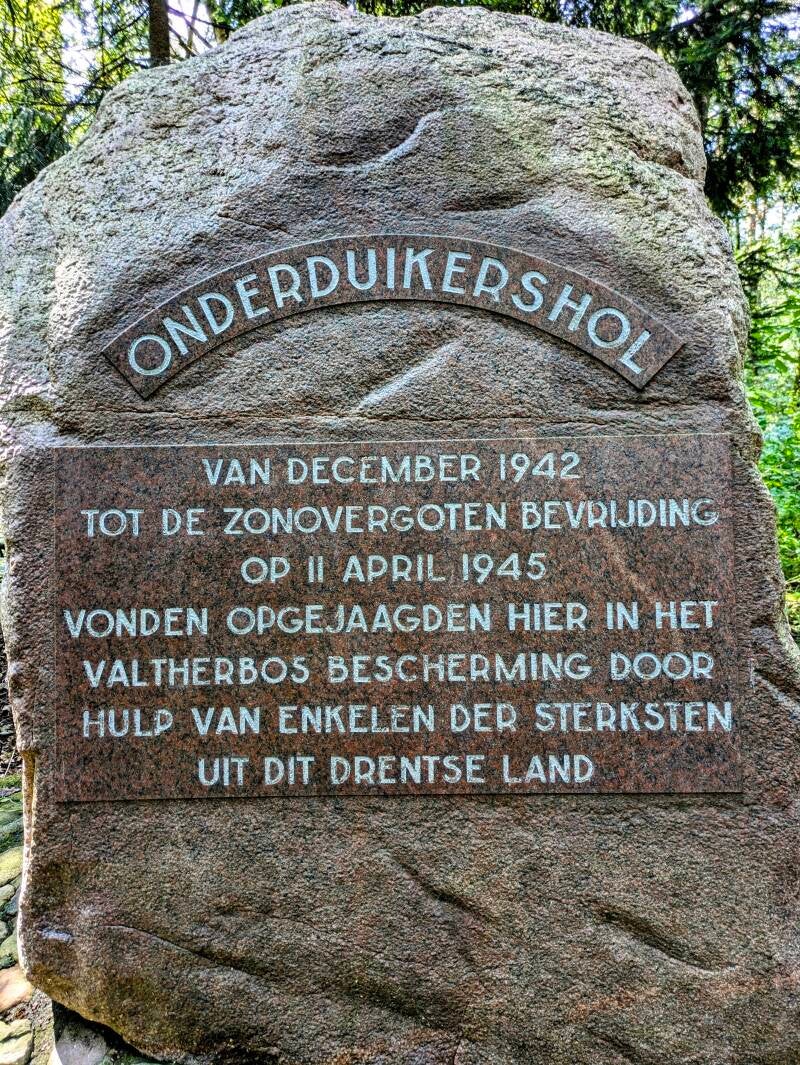 ONDERDUIKERSHOL
VAN DECEMBER 1942
TOT DE ZONOVERGOTEN BEVRIJDING
OP 11 APRIL 1945
VONDEN OPGEJAAGDEN HIER IN HET
VALTHERBOS BESCHERMING DOOR
HULP VAN ENKELEN DER STERKSTEN
UIT DIT DRENTSE LAND